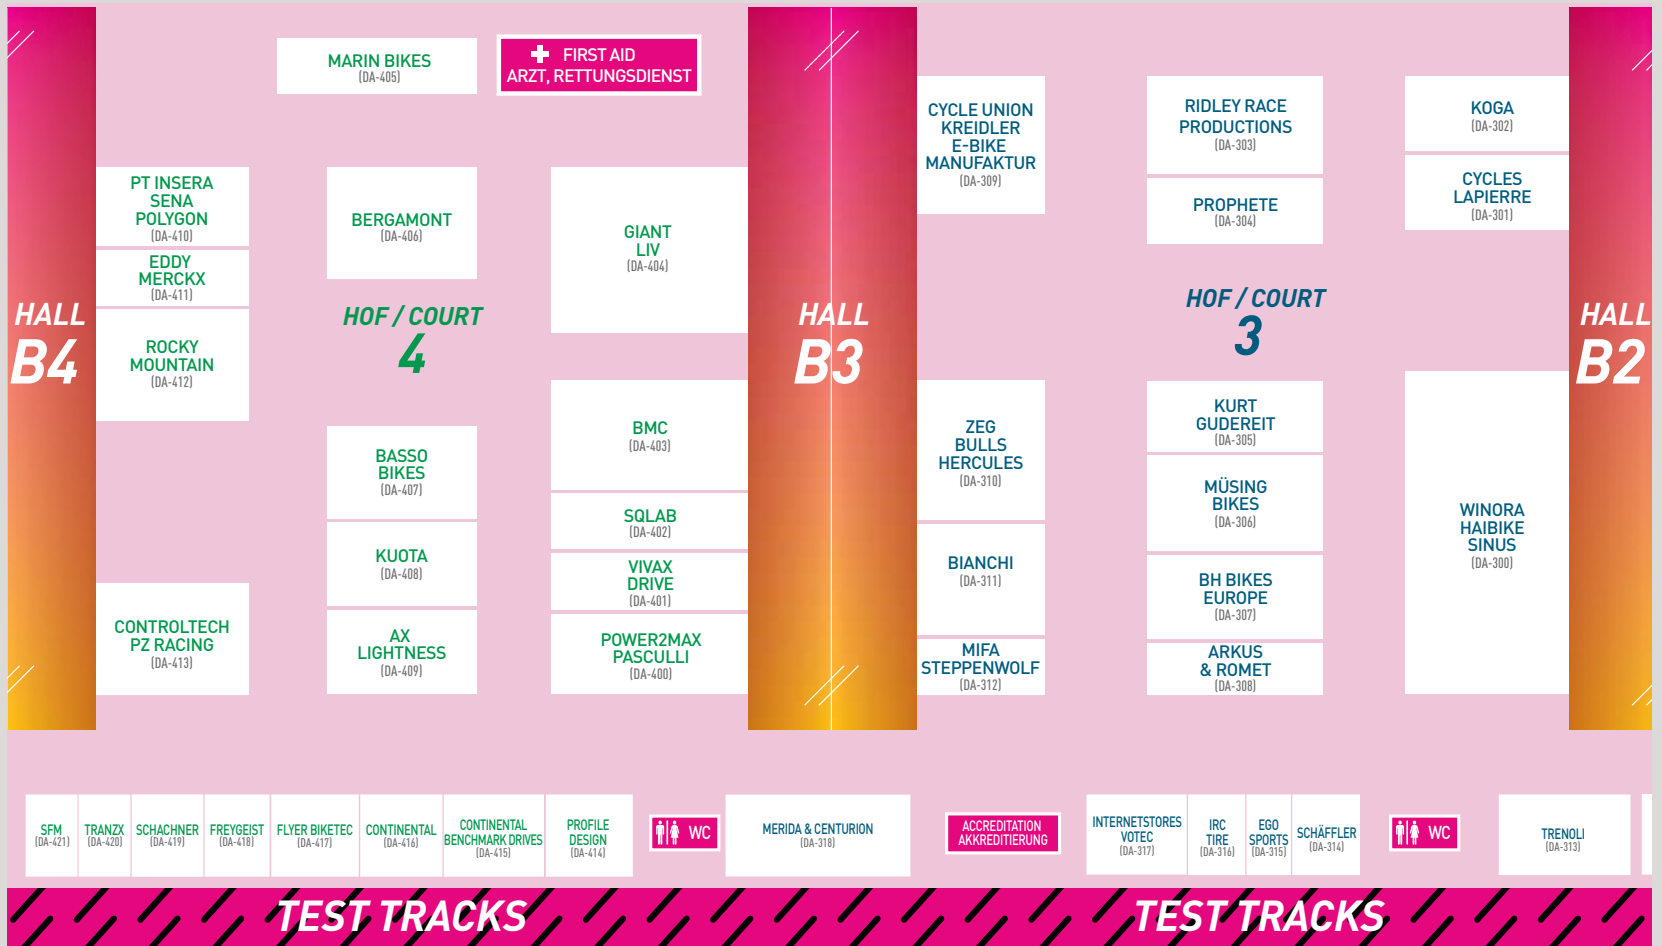 MARIN BIKES
(DA-405)
FIRST AID
ARZT, RETTUNGSDIENST
PT INSERA
SENA
POLYGON
(DA-410)
EDDY
MERCKX
(DA-411)
ROCKY
MOUNTAIN
(DA-412)
CONTROLTECH
PZ RACING
(DA-413)
HALL
B4
BERGAMONT
(DA-406)
HOF / COURT
4
BASSO
BIKES
(DA-407)
KUOTA
(DA-408)
AX
LIGHTNESS
(DA-409)
GIANT
LIV
(DA-404)
BMC
(DA-403)
SQLAB
(DA-402)
VIVAX
DRIVE
(DA-401)
POWER2MAX
PASCULLI
(DA-400)
HALL
B3
CYCLE UNION
KREIDLER
E-BIKE
MANUFAKTUR
(DA-309)
ZEG
BULLS
HERCULES
(DA-310)
BIANCHI
(DA-311)
MIFA
STEPPENWOLF
(DA-312)
RIDLEY RACE
PRODUCTIONS
(DA-303)
PROPHETE
(DA-304)
HOF / COURT
3
KURT
GUDEREIT
(DA-305)
MÜSING
BIKES
(DA-306)
BH BIKES
EUROPE
(DA-307)
ARKUS
& ROMET
(DA-308)
KOGA
(DA-302)
CYCLES
LAPIERRE
(DA-301)
WINORA
HAIBIKE
SINUS
(DA-300)
HALL
B2
SFM
(DA-421)
TRANZX
(DA-420)
SCHACHNER
(DA-419)
FREYGEIST
(DA-418)
FLYER BIKETEC
(DA-417)
CONTINENTAL
(DA-416)
CONTINENTAL
BENCHMARK DRIVES
(DA-415)
PROFILE
DESIGN
(DA-414)
WC
MERIDA & CENTURION
(DA-318)
ACCREDITATION
AKKREDITIERUNG
INTERNETSTORES
VOTEC
(DA-317)
IRC
TIRE
(DA-316)
EGO
SPORTS
(DA-315)
SCHÄFFLER
(DA-314)
WC
TRENOLI
(DA-313)
TEST TRACKS
TEST TRACKS